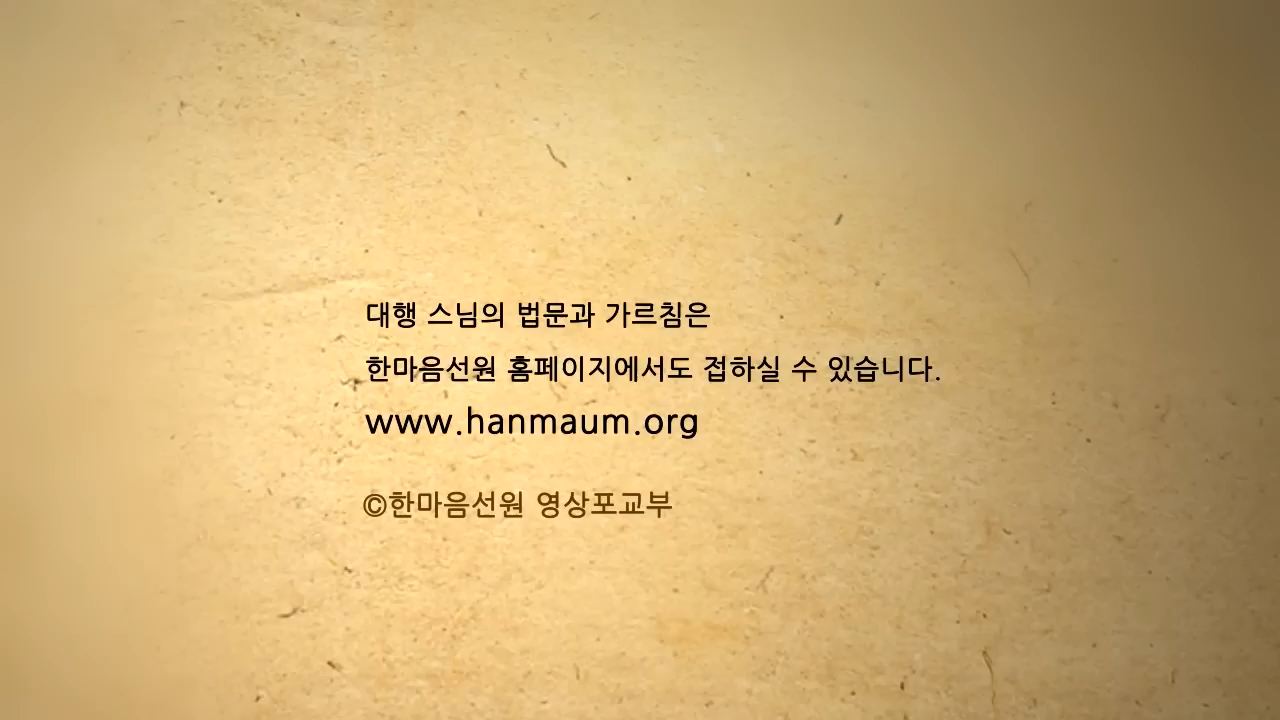 대행 스님의 법문과 가르침은
한마음선원 홈페이지에서도 접하실 수 있습니다.
www.hanmaum.org
©한마음선원 영상포교부